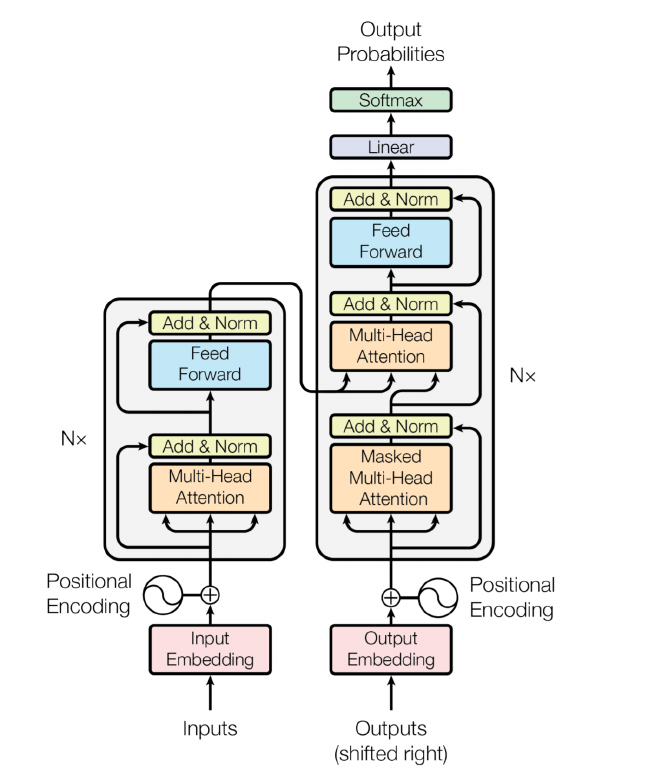 Output
Probabilities
Softmax
Linear
Add & Norm
Feed
Forward
Add & Norm
Multi-Head
Attention
Add & Norm
Masked
Multi-Head
Attention
Nx
Add & Norm
Feed
Forward
Add & Norm
Multi-Head
Attention
Nx
Positional
Encoding
Positional
Encoding
Input
Embedding
Output
Embedding
Inputs
Outputs
(shifted right)